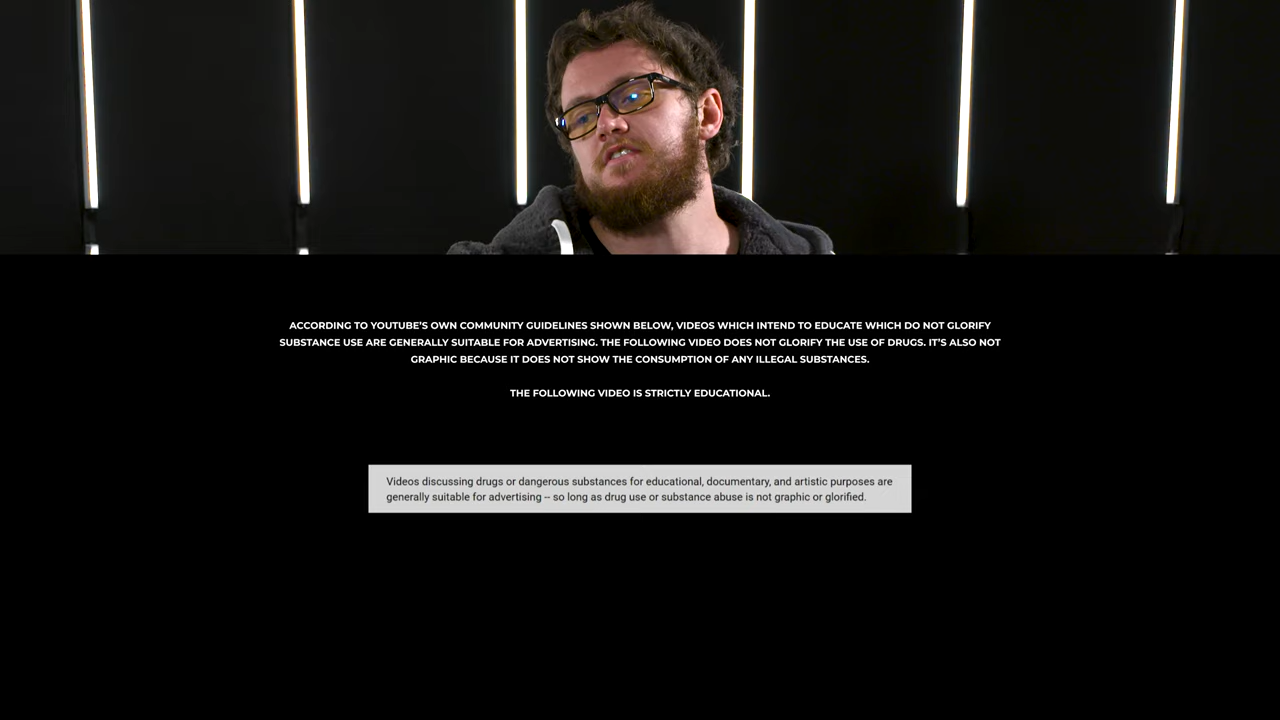 ACCORDING TO YOUTUBE'S OWN COMMUNITY GUIDELINES SHOWN BELOW, VIDEOS WHICH INTEND TO EDUCATE WHICH DO NOT GLORIFY
SUBSTANCE USE ARE GENERALLY SUITABLE FOR ADVERTISING. THE FOLLOWING VIDEO DOES NOT GLORIFY THE USE OF DRUGS. IT'S ALSO NOT
GRAPHIC BECAUSE IT DOES NOT SHOW THE CONSUMPTION OF ANY ILLEGAL SUBSTANCES.
THE FOLLOWING VIDEO IS STRICTLY EDUCATIONAL.
Videos discussing drugs or dangerous substances for educational, documentary, and artistic purposes are
generally suitable for advertising -- so long as drug use or substance abuse is not graphic or glorified.